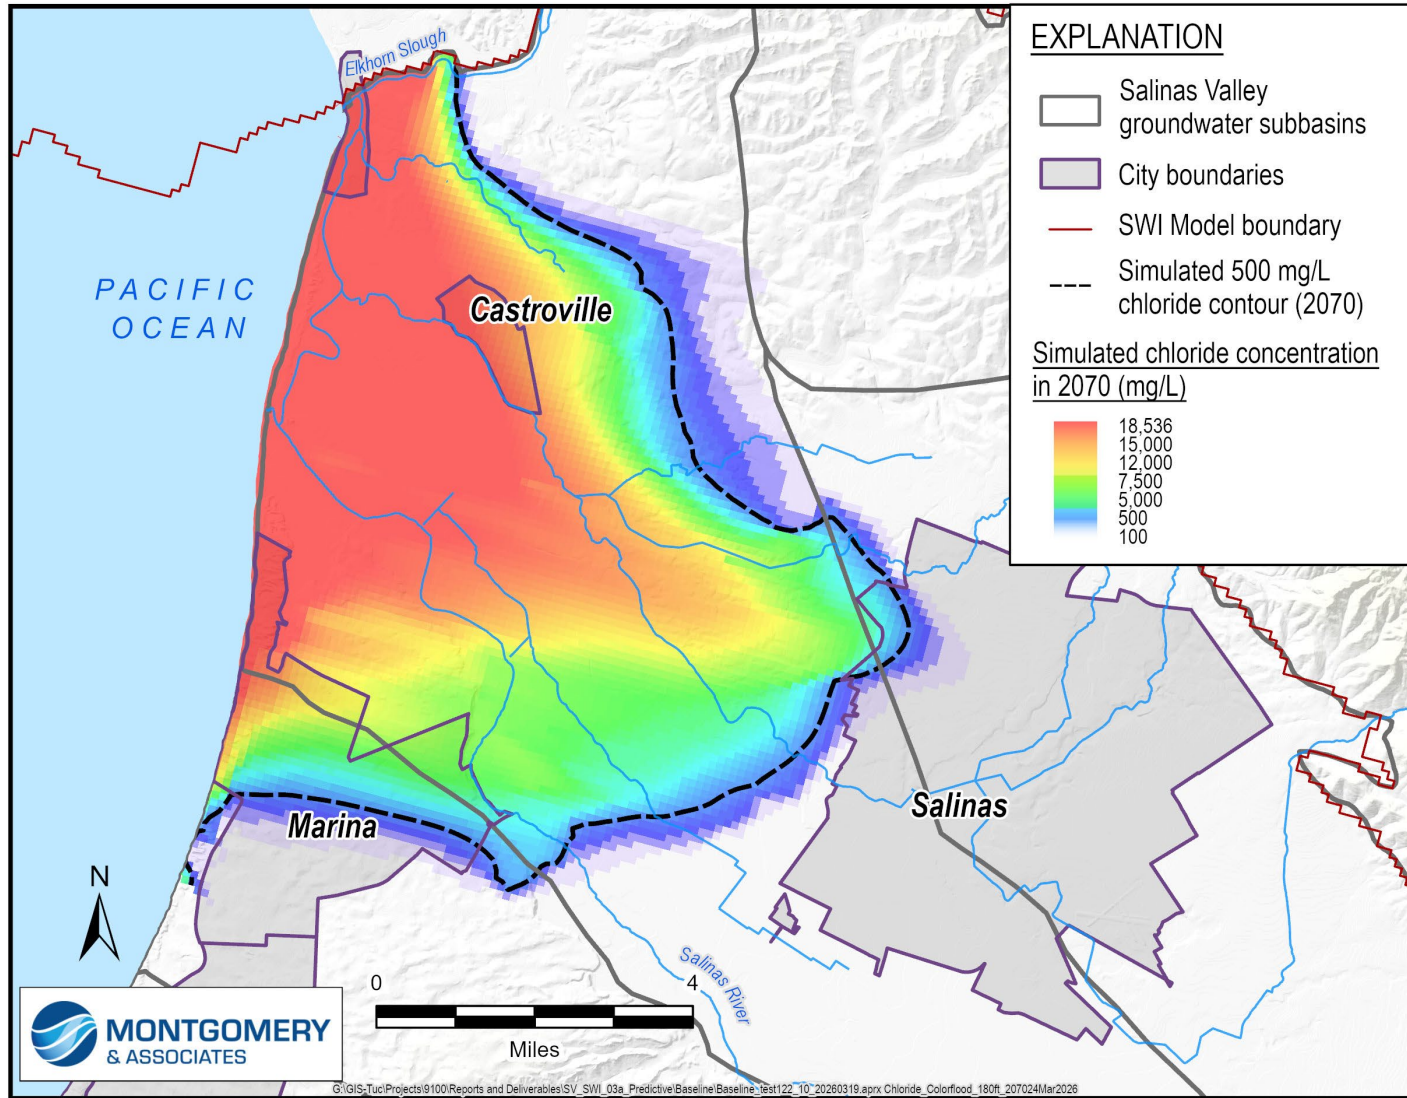 Elkhorn Slough
PACIFIC
OCEAN
Castroville
Marina
Salinas
Salinas River
N
0 4
Miles
MONTGOMERY
& ASSOCIATES
EXPLANATION
Salinas Valley
groundwater subbasins
City boundaries
SWI Model boundary
Simulated 500 mg/L
chloride contour (2070)
Simulated chloride concentration
in 2070 (mg/L)
18,536
15,000
12,000
7,500
5,000
500
100
G:\GIS-Tuc\Projects\9100\Reports and Deliverables\SV_SWI_03a_Predictive\Baseline\Baseline_test122_10_20260319.aprx Chloride_Colorflood_180ft_207024Mar2026